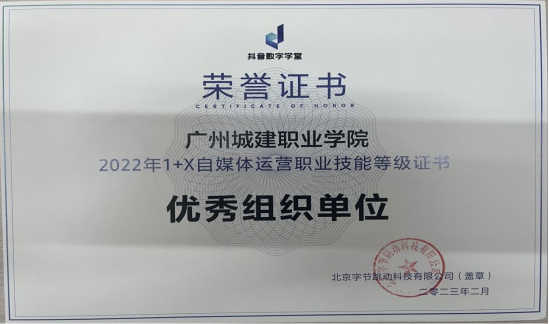 抖音数字学堂
荣誉证书
CERTIFICATE OF HONOR
广州城建职业学院
2022年1+X自媒体运营职业技能等级证书
优秀组织单位
北京字节跳动科技有限公司（盖章）
二零二三年二月